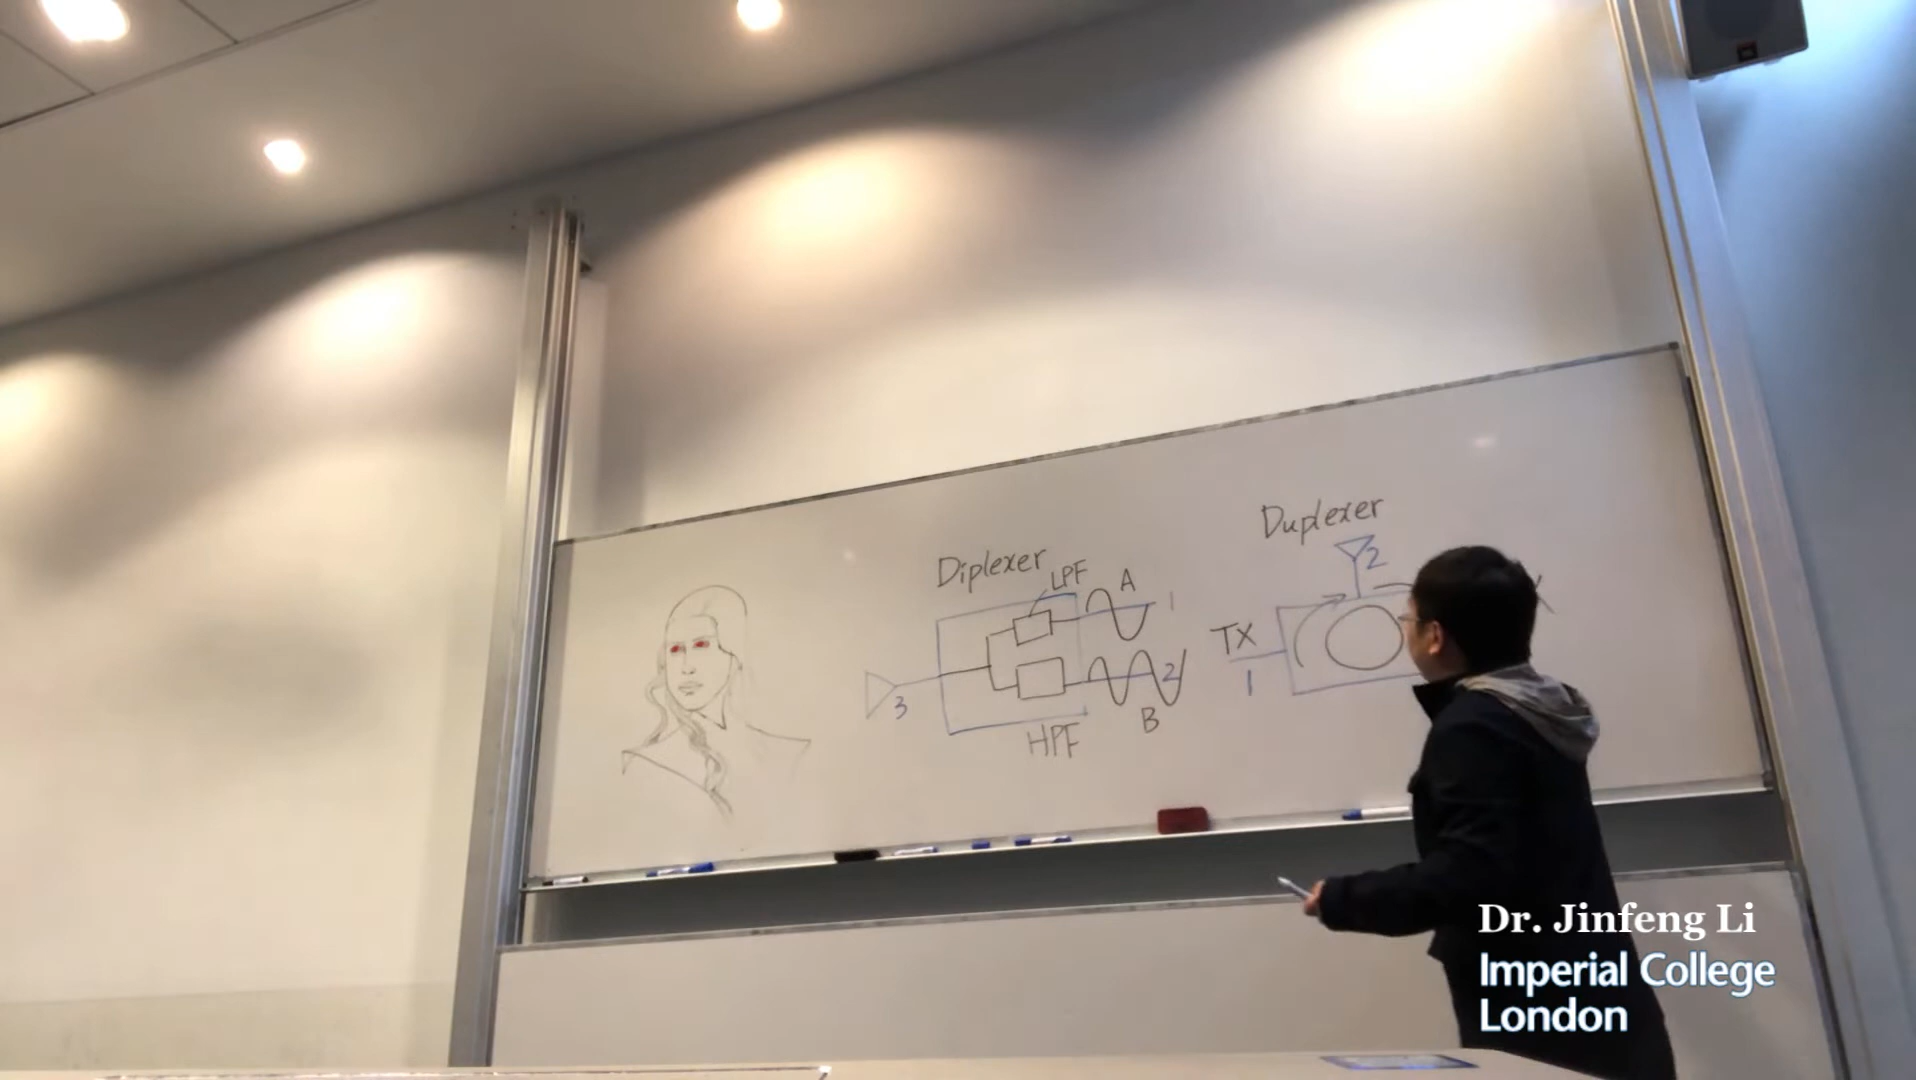 Diplexer
LPF
A
1
3
2
B
HPF
Duplexer
2
TX
1
X
Dr. Jinfeng Li
Imperial College
London